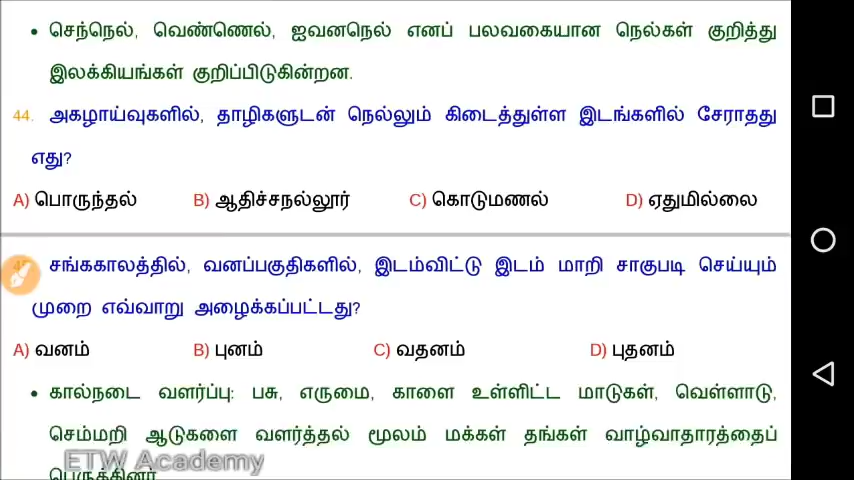 • செந்நெல், வெண்ணெல், ஐவனநெல் எனப் பலவகையான நெல்கள் குறித்து
இலக்கியங்கள் குறிப்பிடுகின்றன.
44. அகழாய்வுகளில், தாழிகளுடன் நெல்லும் கிடைத்துள்ள இடங்களில் சேராதது
எது?
A) பொருந்தல் B) ஆதிச்சநல்லூர் C) கொடுமணல் D) ஏதுமில்லை
சங்ககாலத்தில், வனப்பகுதிகளில், இடம்விட்டு இடம் மாறி சாகுபடி செய்யும்
முறை எவ்வாறு அழைக்கப்பட்டது?
A) வனம் B) புனம் C) வதனம் D) புதனம்
• கால்நடை வளர்ப்பு: பசு, எருமை, காளை உள்ளிட்ட மாடுகள், வெள்ளாடு,
செம்மறி ஆடுகளை வளர்த்தல் மூலம் மக்கள் தங்கள் வாழ்வாதாரத்தைப்
பெருக்கினர்.
ETW Academy